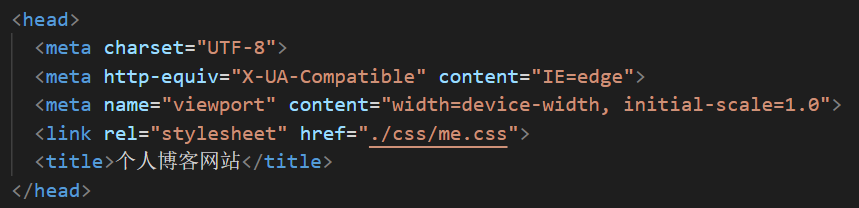 <head>
<meta charset="UTF-8">
<meta http-equiv="X-UA-Compatible" content="IE=edge">
<meta name="viewport" content="width=device-width, initial-scale=1.0">
<link rel="stylesheet" href="./css/me.css">
<title>个人博客网站</title>
</head>